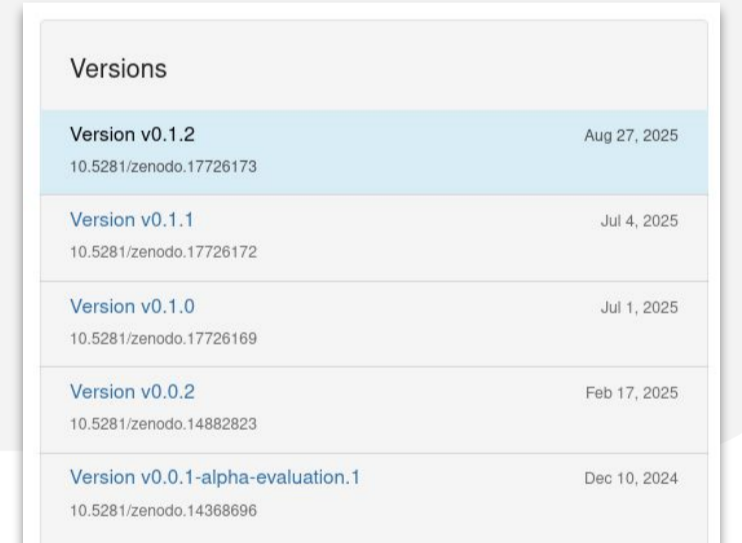 Versions
Version v0.1.2 Aug 27, 2025
10.5281/zenodo.17726173
Version v0.1.1 Jul 4, 2025
10.5281/zenodo.17726172
Version v0.1.0 Jul 1, 2025
10.5281/zenodo.17726169
Version v0.0.2 Feb 17, 2025
10.5281/zenodo.14882823
Version v0.0.1-alpha-evaluation.1 Dec 10, 2024
10.5281/zenodo.14368696